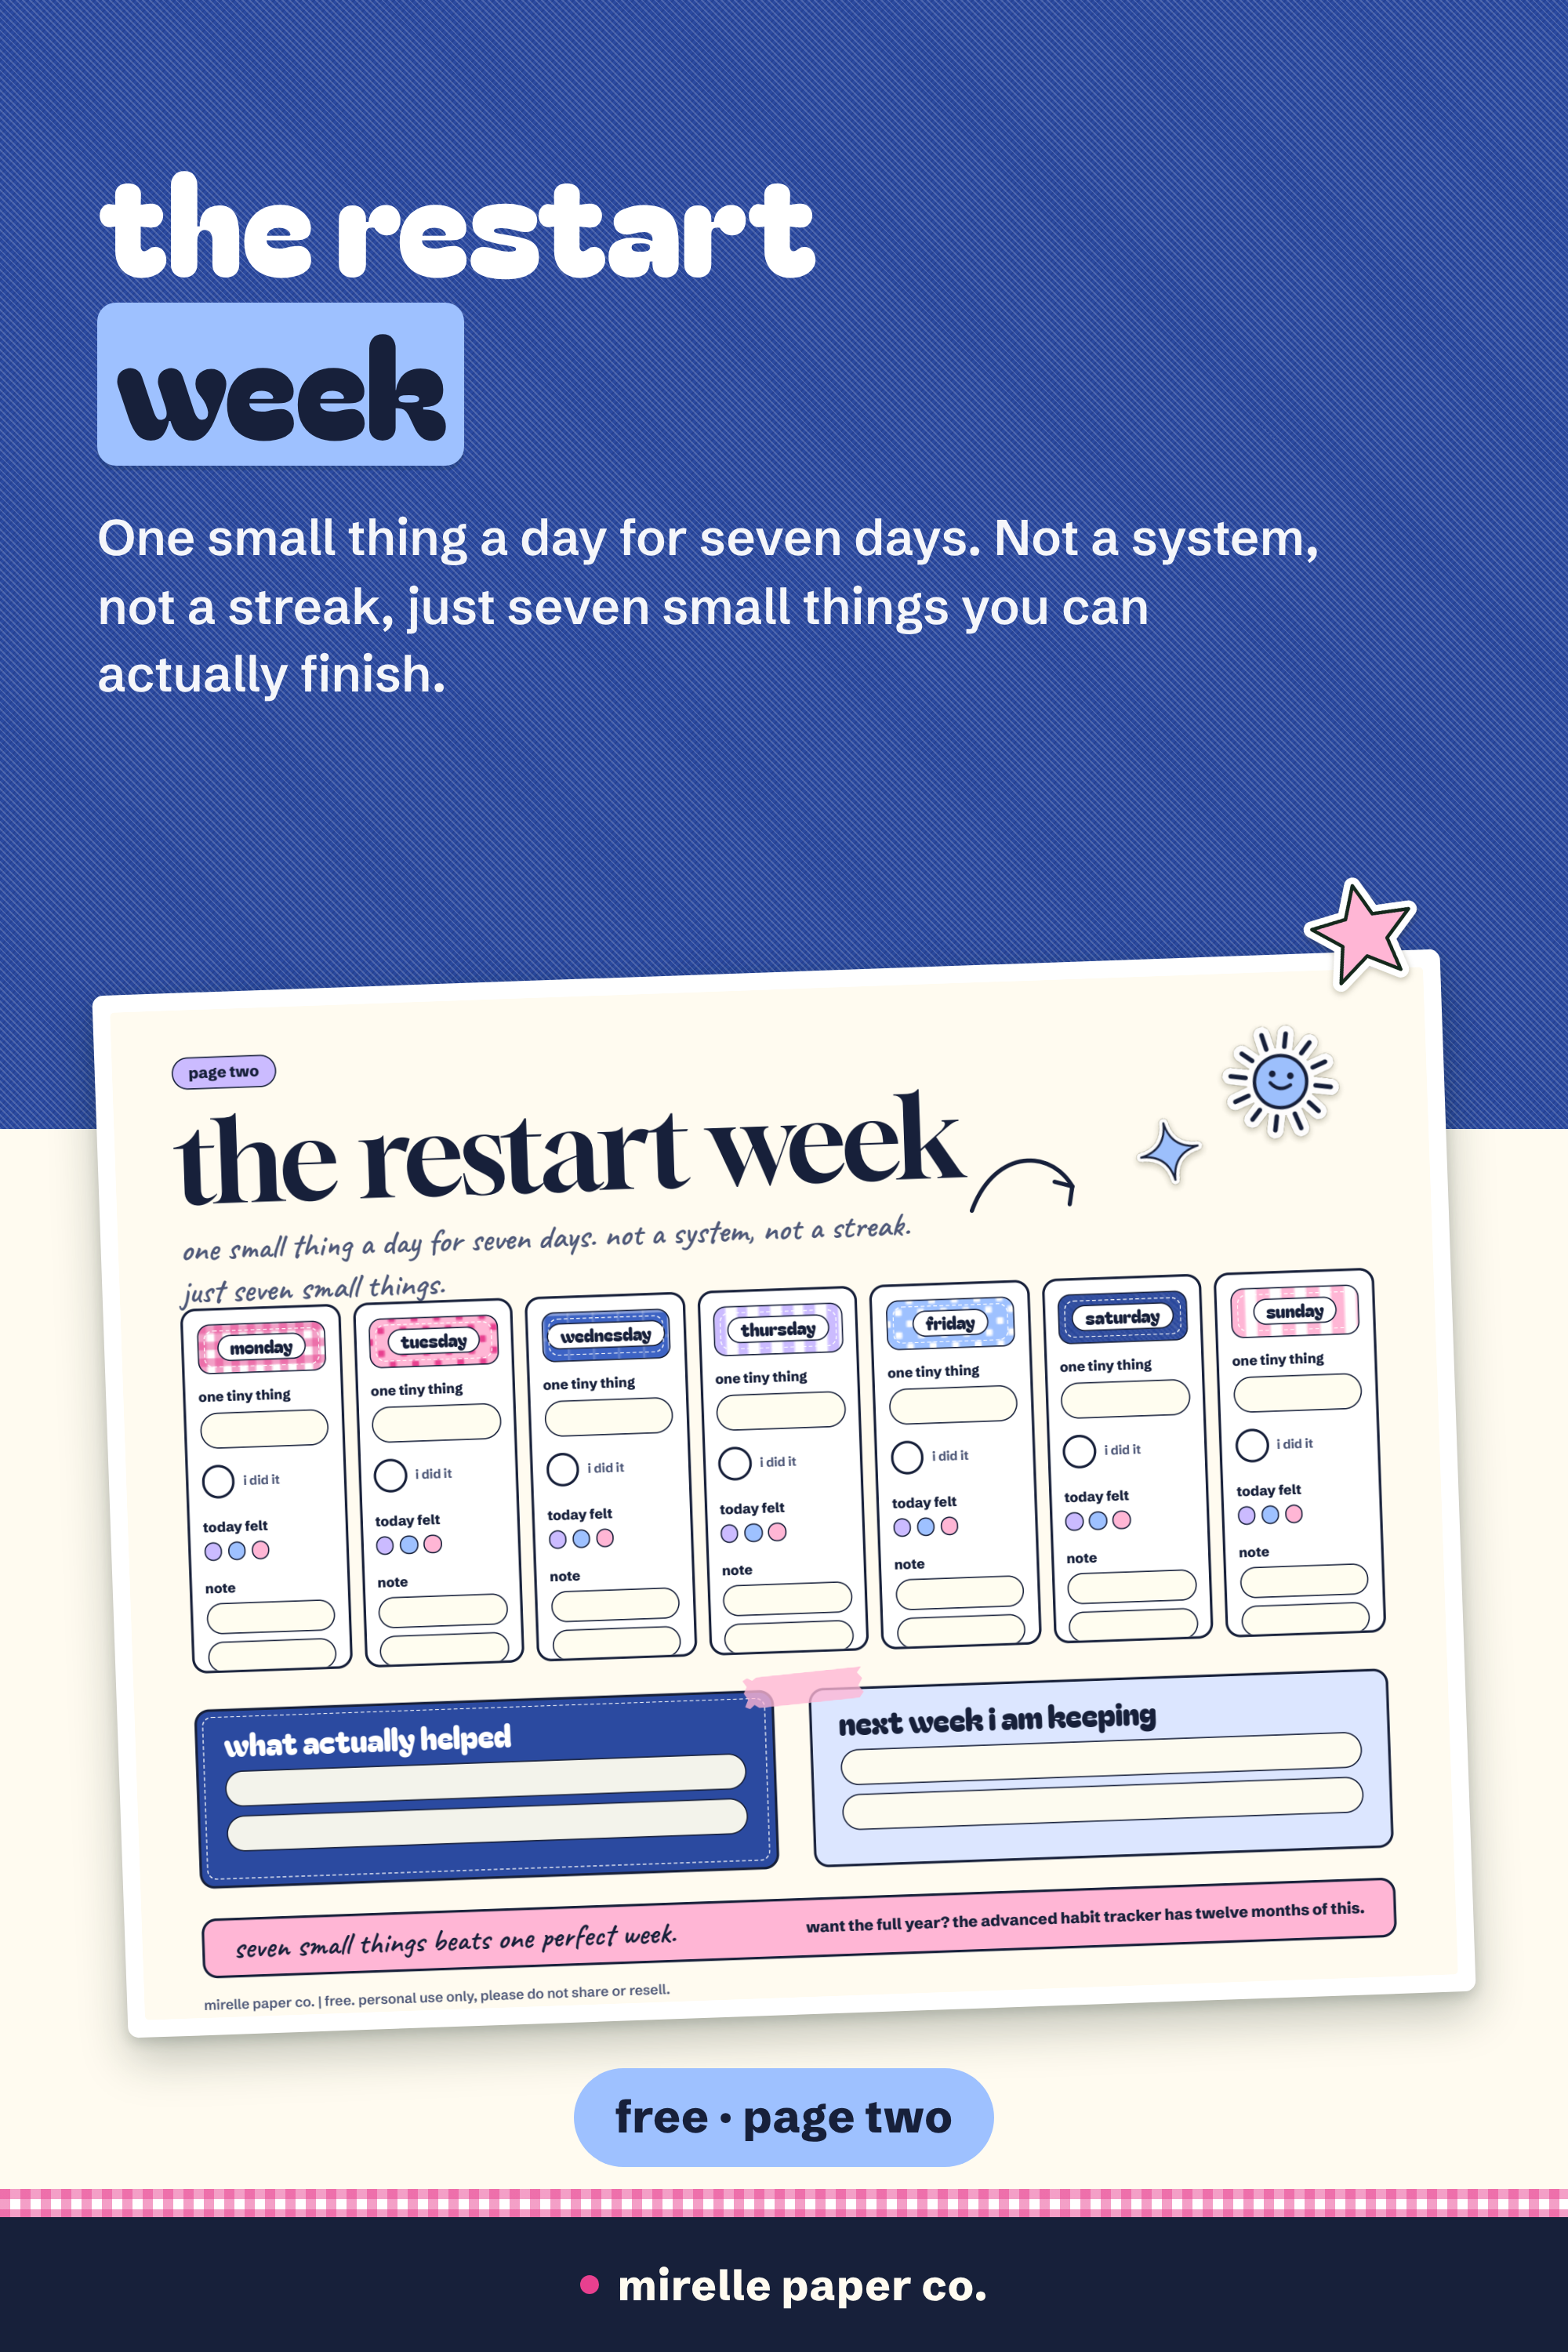 the restart
week
One small thing a day for seven days. Not a system,
not a streak, just seven small things you can
actually finish.
page two
the restart week
one small thing a day for seven days. not a system, not a streak.
just seven small things.
monday
one tiny thing
i did it
today felt
note
tuesday
one tiny thing
i did it
today felt
note
wednesday
one tiny thing
i did it
today felt
note
thursday
one tiny thing
i did it
today felt
note
friday
one tiny thing
i did it
today felt
note
saturday
one tiny thing
i did it
today felt
note
sunday
one tiny thing
i did it
today felt
note
what actually helped
next week i am keeping
seven small things beats one perfect week.
want the full year? the advanced habit tracker has twelve months of this.
mirelle paper co. | free. personal use only, please do not share or resell.
free · page two
mirelle paper co.